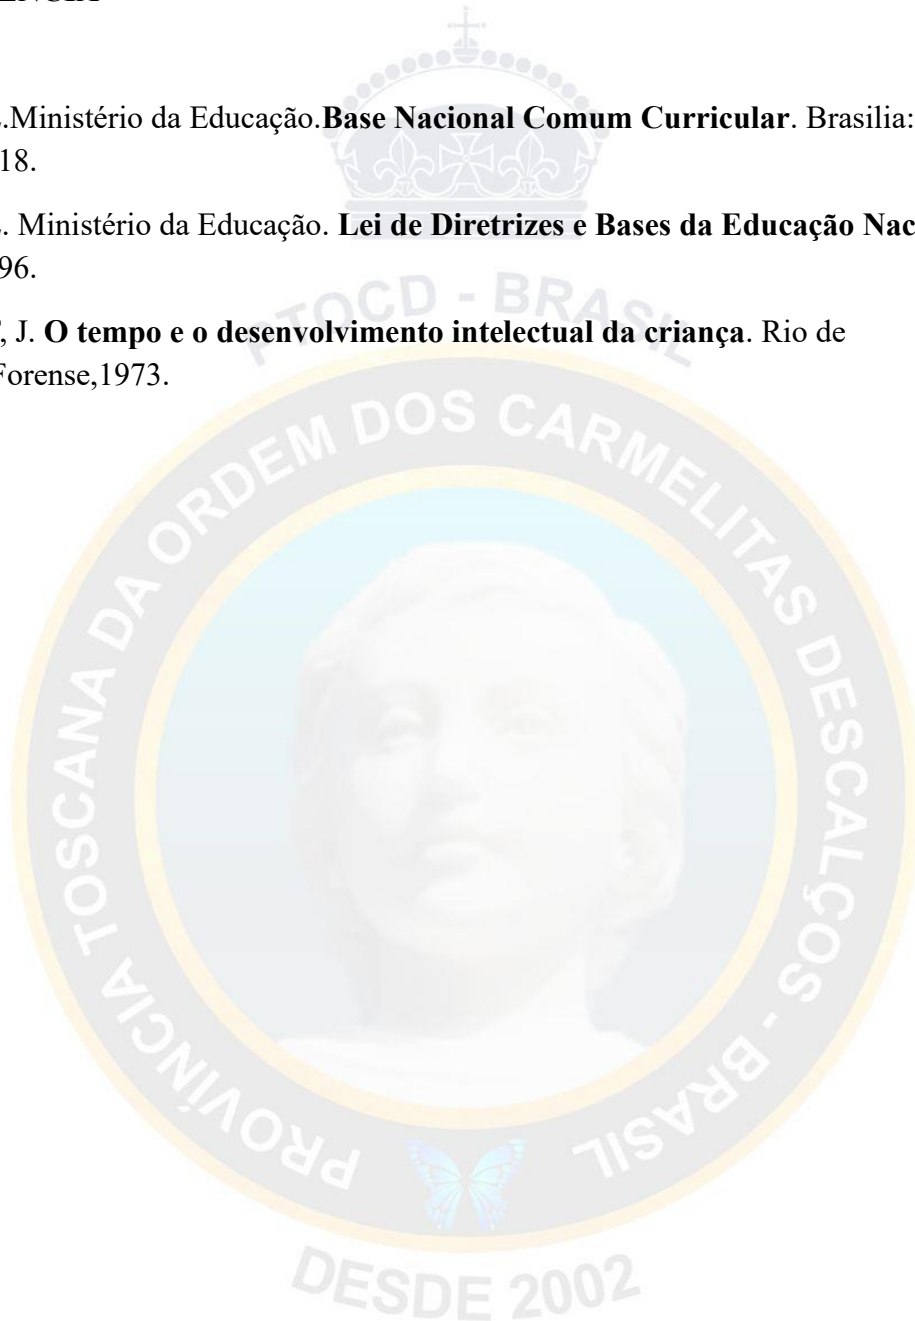 ÊNCIA
.Ministério da Educação.Base Nacional Comum Curricular. Brasilia:
18.
. Ministério da Educação. Lei de Diretrizes e Bases da Educação Nac
96.
, J. O tempo e o desenvolvimento intelectual da criança. Rio de
Forense,1973.
PTOCD - BRASIL
PROVÍNCIA TOSCANA DA ORDEM DOS CARMELITAS DESCALÇOS - BRASIL
DESDE 2002